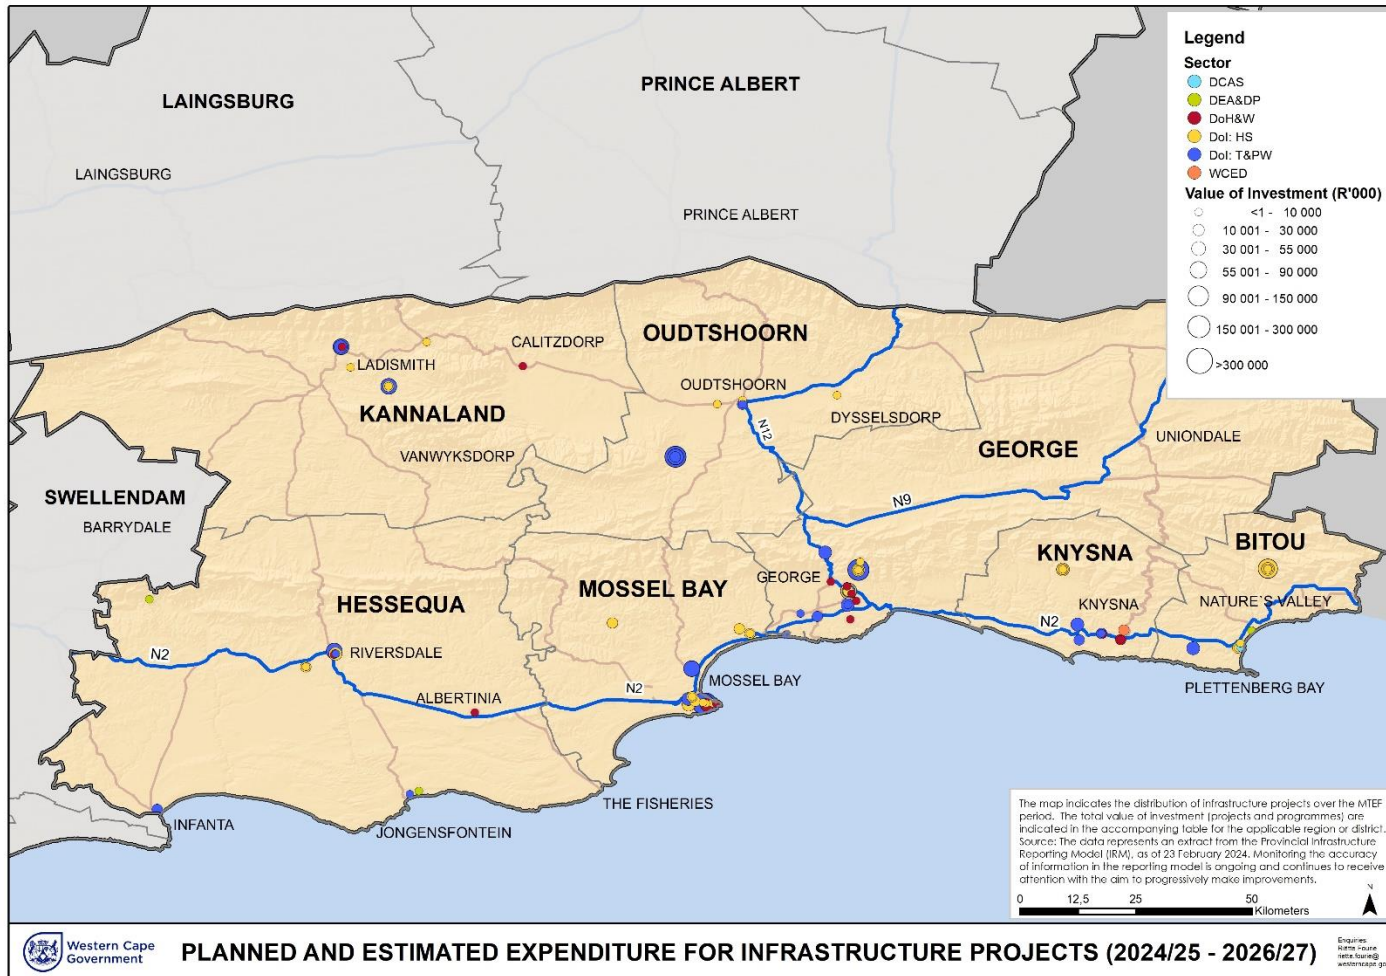 LAINGSBURG
PRINCE ALBERT
LAINGSBURG
PRINCE ALBERT
Legend
Sector
DCAS
DEA&DP
DoH&W
DoI: HS
DoI: T&PW
WCED
Value of Investment (R'000)
<1 - 10 000
10 001 - 30 000
30 001 - 55 000
55 001 - 90 000
90 001 - 150 000
150 001 - 300 000
>300 000
OUDTSHOORN
CALITZDORP
LADISMITH
OUDTSHOORN
KANNALAND
DYSSELSDORP
N12
UNIONDALE
GEORGE
VANWYKSDORP
SWELLENDAM
BARRYDALE
N9
KNYSNA
BITOU
GEORGE
MOSSEL BAY
HESSEQUA
KNYSNA
NATURE'S VALLEY
N2
N2
RIVERSDALE
MOSSEL BAY
PLETTENBERG BAY
ALBERTINIA
N2
THE FISHERIES
INFANTA
JONGENSFONTEIN
The map indicates the distribution of infrastructure projects over the MTEF
period. The total value of investment (projects and programmes) are
indicated in the accompanying table for the applicable region or district.
Source: The data represents an extract from the Provincial Infrastructure
Reporting Model (IRM), as of 23 February 2024. Monitoring the accuracy
of information in the reporting model is ongoing and continues to receive
attention with the aim to progressively make improvements.
N
0 12,5 25 50
Kilometers
Western Cape
Government
PLANNED AND ESTIMATED EXPENDITURE FOR INFRASTRUCTURE PROJECTS (2024/25 - 2026/27)
Enquiries: